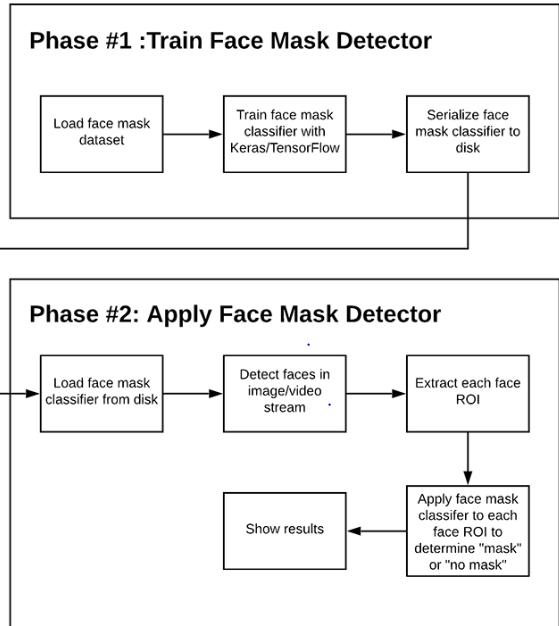 Phase #1 :Train Face Mask Detector
Load face mask
dataset
Train face mask
classifier with
Keras/TensorFlow
Serialize face
mask classifier to
disk
Phase #2: Apply Face Mask Detector
Load face mask
classifier from disk
Detect faces in
image/video
stream
Extract each face
ROI
Apply face mask
classifer to each
face ROI to
determine "mask"
or "no mask"
Show results